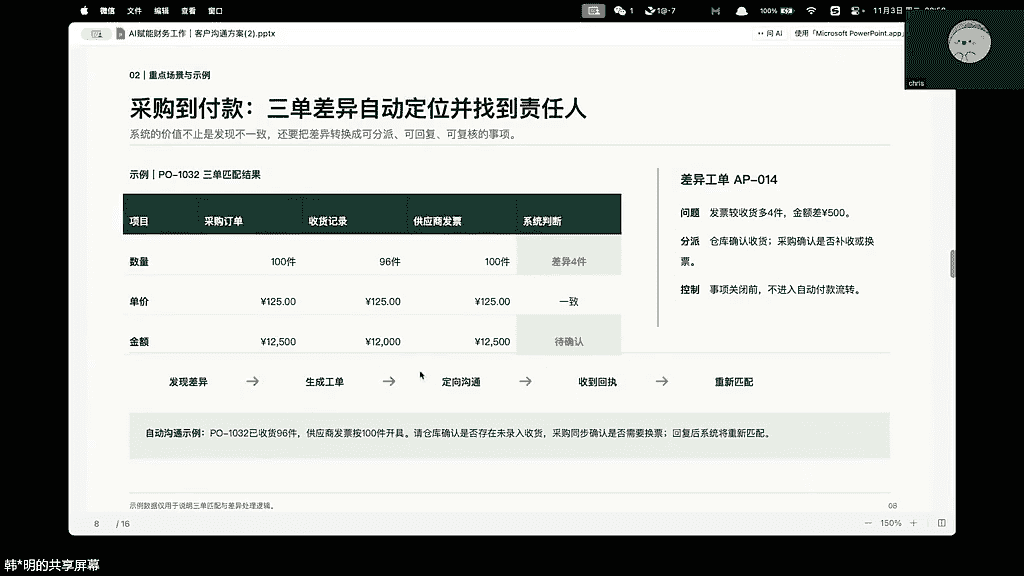 微信 文件 编辑 查看 窗口
1
1@·7
100%
11月3日
AI赋能财务工作｜客户沟通方案(2).pptx
问 Ai
使用「Microsoft PowerPoint.app
chris
02｜重点场景与示例
采购到付款：三单差异自动定位并找到责任人
系统的价值不止是发现不一致，还要把差异转换成可分派、可回复、可复核的事项。
示例｜PO-1032 三单匹配结果
项目 采购订单 收货记录 供应商发票 系统判断
数量 100件 96件 100件 差异4件
单价 ¥125.00 ¥125.00 ¥125.00 一致
金额 ¥12,500 ¥12,000 ¥12,500 待确认
差异工单 AP-014
问题 发票较收货多4件，金额差¥500。
分派 仓库确认收货；采购确认是否补收或换
票。
控制 事项关闭前，不进入自动付款流转。
发现差异 → 生成工单 → 定向沟通 → 收到回执 → 重新匹配
自动沟通示例：PO-1032已收货96件，供应商发票按100件开具。请仓库确认是否存在未录入收货，采购同步确认是否需要换票；回复后系统将重新匹配。
示例数据仅用于说明三单匹配与差异处理逻辑。
08
8 / 16
150%
韩*明的共享屏幕